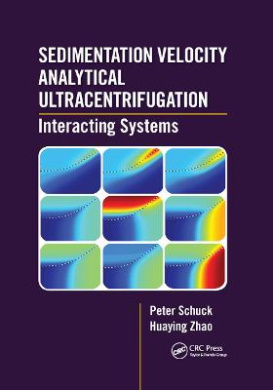 SEDIMENTATION VELOCITY
ANALYTICAL
ULTRACENTRIFUGATION
Interacting Systems
Peter Schuck
Huaying Zhao
CRC Press
Taylor & Francis Group